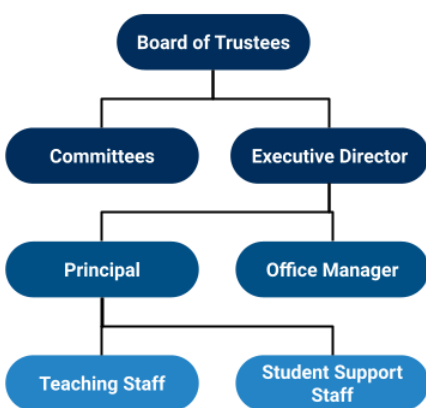 Board of Trustees
Committees
Executive Director
Principal
Office Manager
Teaching Staff
Student Support
Staff